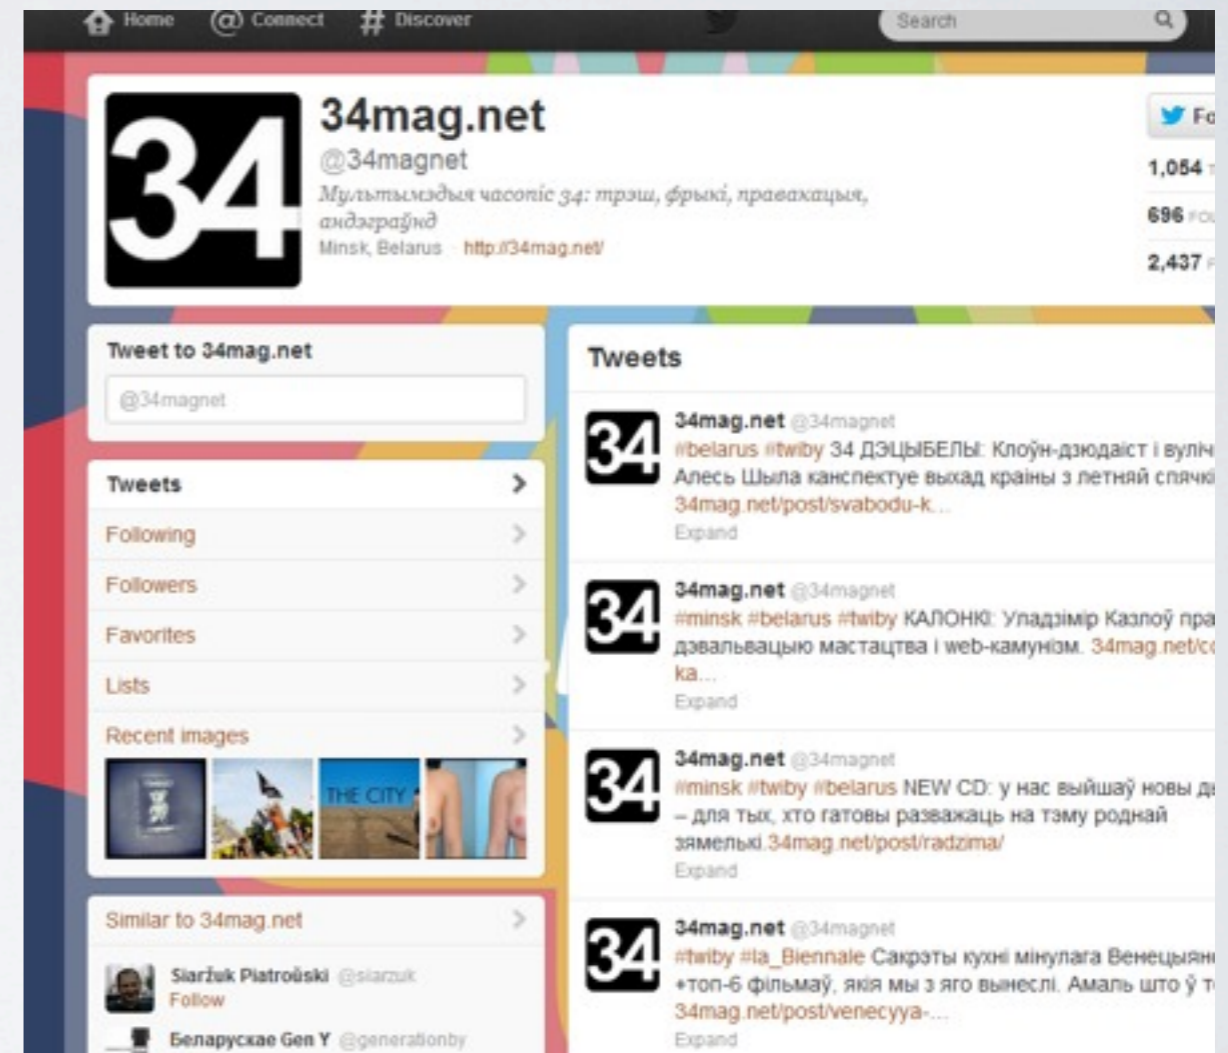 Home @ Connect # Discover
Search
34
34mag.net
@34magnet
Мультымэдыя часопіс 34: трэш, фрыкі, правакацыя,
андэграўнд
Minsk, Belarus · http://34mag.net/
1,054
696
2,437
Tweet to 34mag.net
@34magnet
Tweets
Following
Followers
Favorites
Lists
Recent images
THE CITY
Similar to 34mag.net
Siaržuk Piatroŭski @siarzuk
Follow
Беларускае Gen Y @generationby
Tweets
34
34mag.net @34magnet
#belarus #twiby 34 ДЭЦЫБЕЛЫ: Клоўн-дзюдаіст і
Алесь Шыла канспектуе выхад краіны з летняй
34mag.net/post/svabodu-k...
Expand
34
34mag.net @34magnet
#minsk #belarus #twiby КАЛОНКІ: Уладзімір Казлоў
дэвальвацыю мастацтва і web-камунізм.
ka...
Expand
34
34mag.net @34magnet
#minsk #twiby #belarus NEW CD: у нас выйшаў новы
– для тых, хто гатовы разважаць на тэму роднай
зямелькі.34mag.net/post/radzima/
Expand
34
34mag.net @34magnet
#twiby #la_Biennale Сакрэты кухні мінулага
+топ-6 фільмаў, якія мы з яго вынеслі. Амаль што ў
34mag.net/post/venecyya-...
Expand